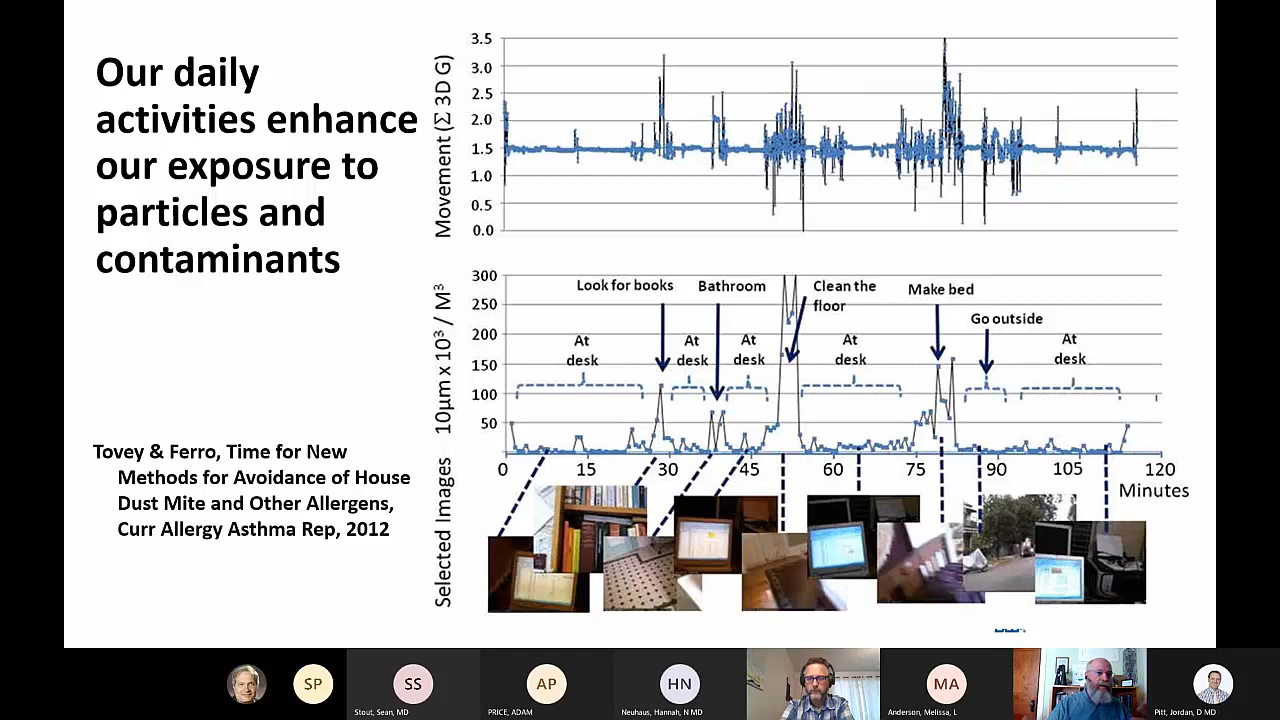 Our daily
activities enhance
our exposure to
particles and
contaminants
Tovey & Ferro, Time for New
Methods for Avoidance of House
Dust Mite and Other Allergens,
Curr Allergy Asthma Rep, 2012
Movement (Σ 3D G)
3.5
3.0
2.5
2.0
1.5
1.0
0.5
0.0
10µm x 10³ / M³
300
250
200
150
100
50
Look for books
Bathroom
Clean the
floor
Make bed
Go outside
At
desk
At
desk
At
desk
At
desk
At
desk
0 15 30 45 60 75 90 105 120
Minutes
Selected Images
SP
SS
Stout, Sean, MD
AP
PRICE, ADAM
HN
Neuhaus, Hannah, N MD
MA
Anderson, Melissa, L
Pitt, Jordan, D MD